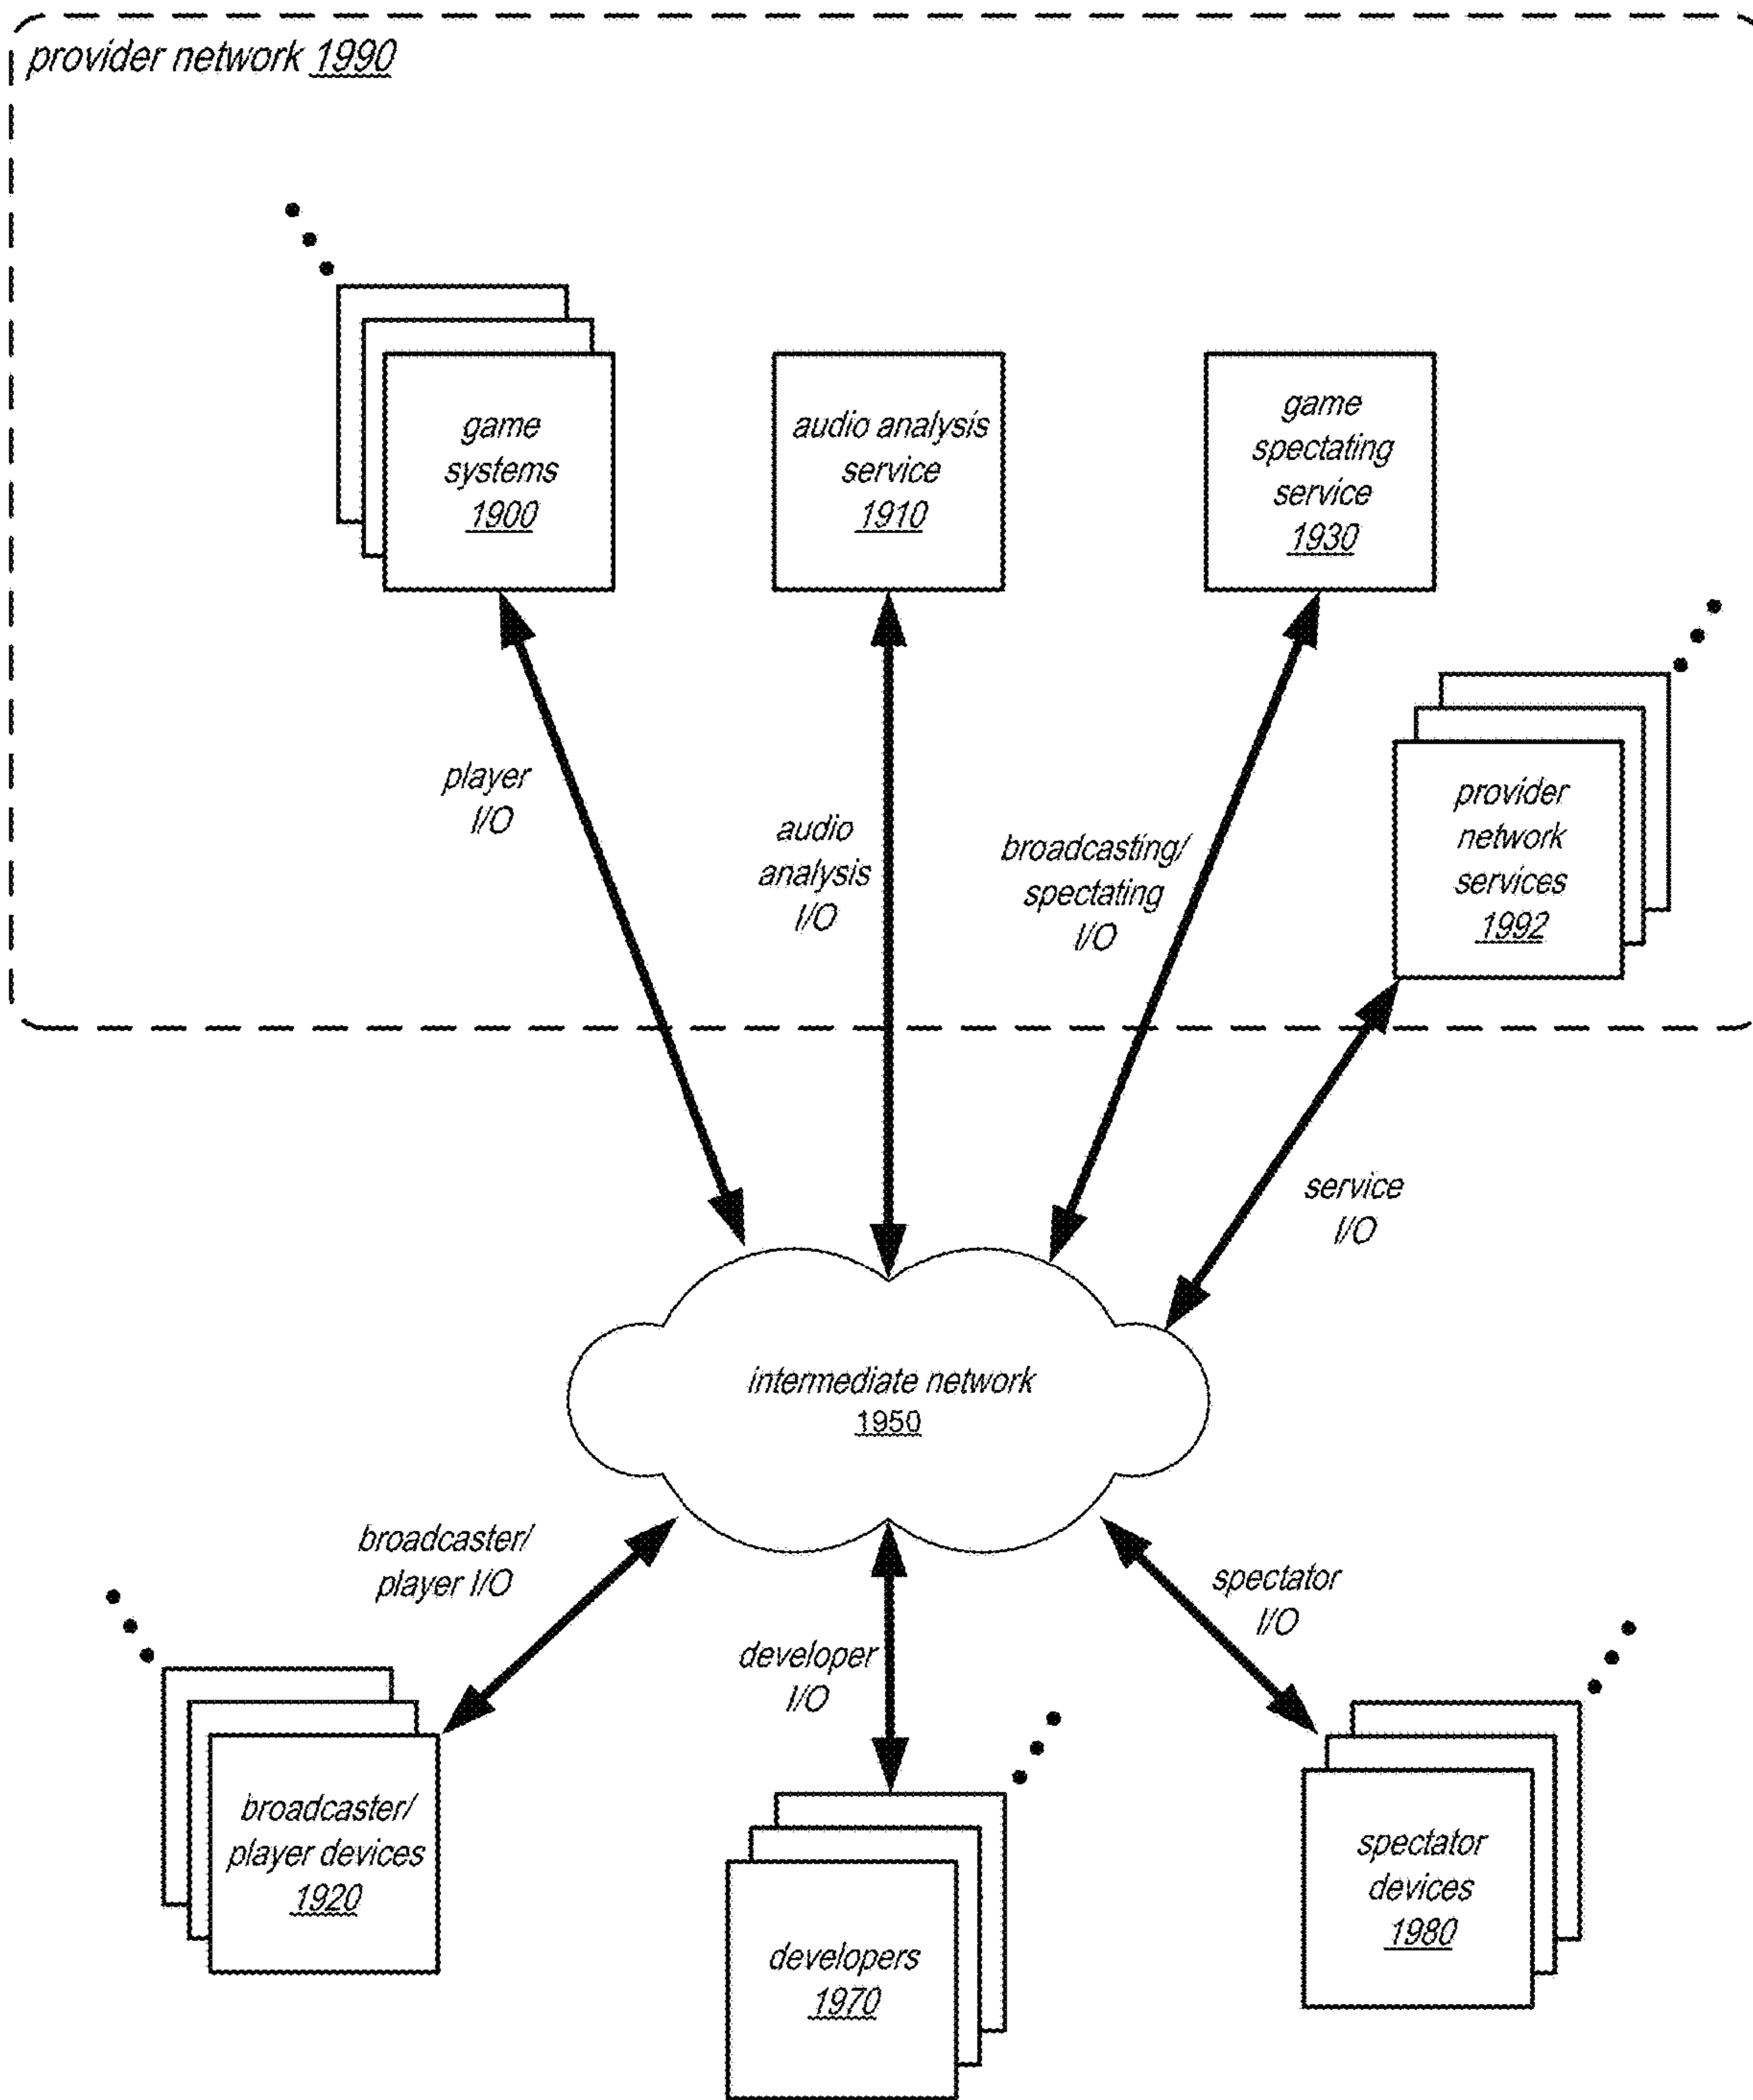 provider network 1990
game
systems
1900
audio analysis
service
1910
game
spectating
service
1930
player
I/O
audio
analysis
I/O
broadcasting/
spectating
I/O
provider
network
services
1992
service
I/O
intermediate network
1950
broadcaster/
player I/O
developer
I/O
spectator
I/O
broadcaster/
player devices
1920
developers
1970
spectator
devices
1980